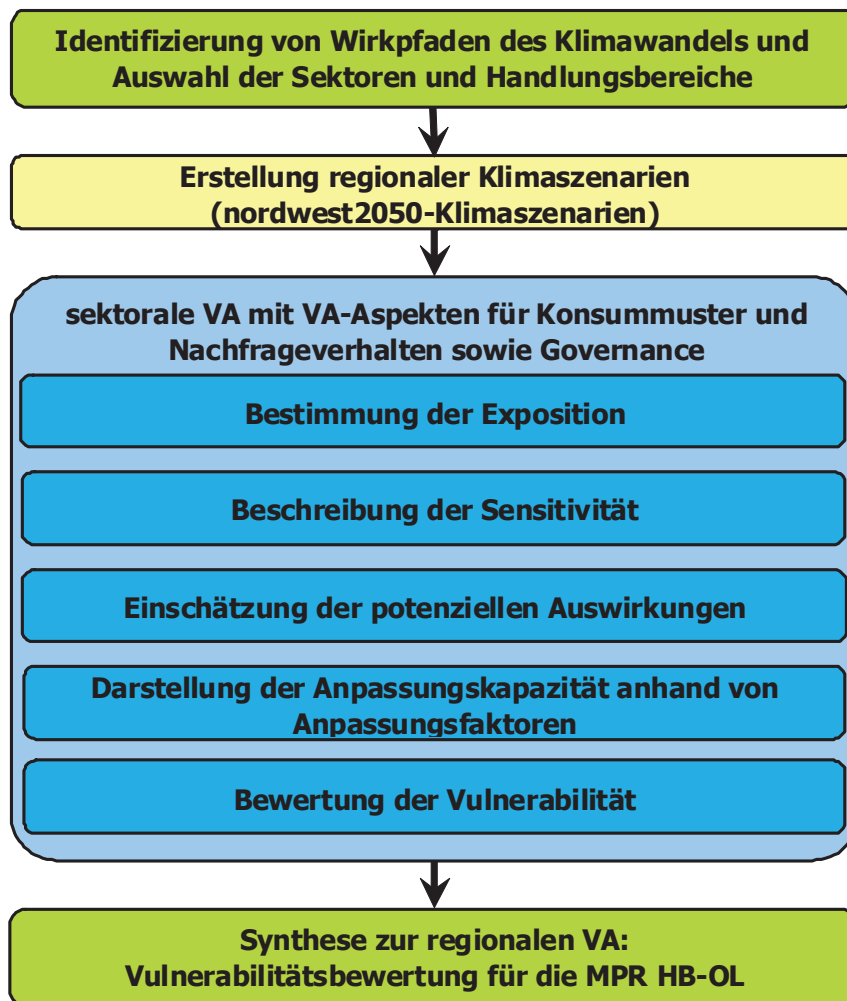 Identifizierung von Wirkpfaden des Klimawandels und
Auswahl der Sektoren und Handlungsbereiche
Erstellung regionaler Klimaszenarien
(nordwest2050-Klimaszenarien)
sektorale VA mit VA-Aspekten für Konsummuster und
Nachfrageverhalten sowie Governance
Bestimmung der Exposition
Beschreibung der Sensitivität
Einschätzung der potenziellen Auswirkungen
Darstellung der Anpassungskapazität anhand von
Anpassungsfaktoren
Bewertung der Vulnerabilität
Synthese zur regionalen VA:
Vulnerabilitätsbewertung für die MPR HB-OL